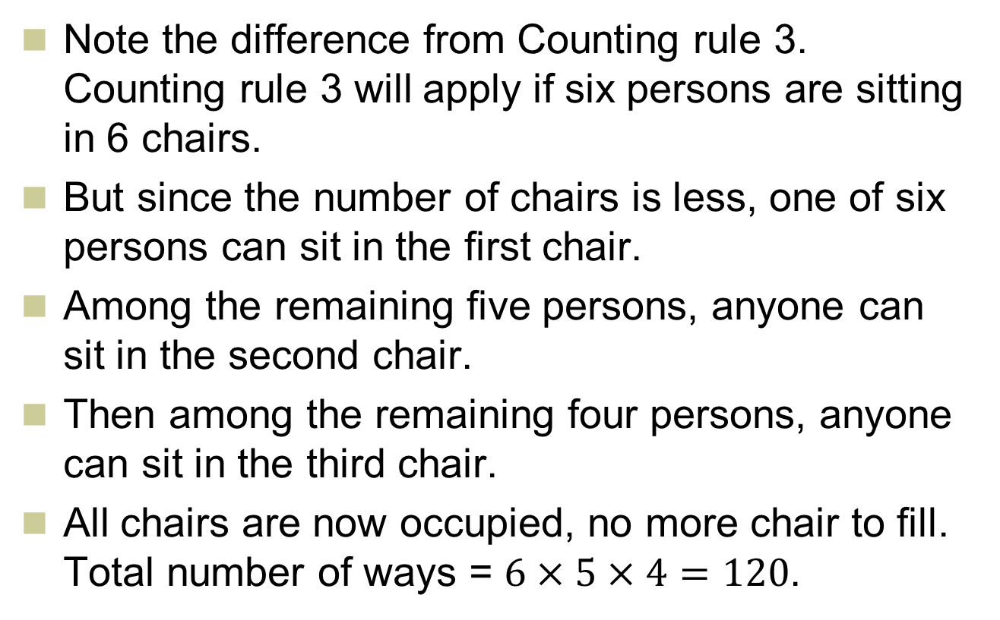 Note the difference from Counting rule 3.
Counting rule 3 will apply if six persons are sitting
in 6 chairs.
But since the number of chairs is less, one of six
persons can sit in the first chair.
Among the remaining five persons, anyone can
sit in the second chair.
Then among the remaining four persons, anyone
can sit in the third chair.
All chairs are now occupied, no more chair to fill.
Total number of ways = 6 × 5 × 4 = 120.